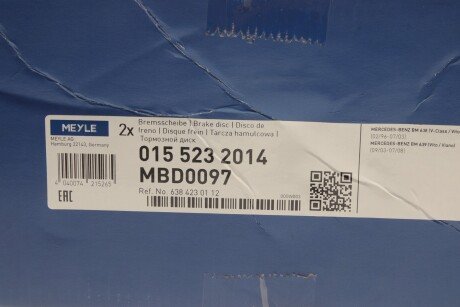 MEYLE
MEYLE AG
Hamburg 22143, Germany
2x
Bremsscheibe | Brake disc | Disco de
freno | Disque frein | Tarcza hamulcowa |
Тормозной диск
015 523 2014
MBD0097
Ref. No. 638 423 01 12
4 040074 215265
EAC
MERCEDES-BENZ BM 638 (V-Class / Vito
(02/96-07/03)
MERCEDES-BENZ BM 639 (Vito / Viano)
(09/03-07/08)